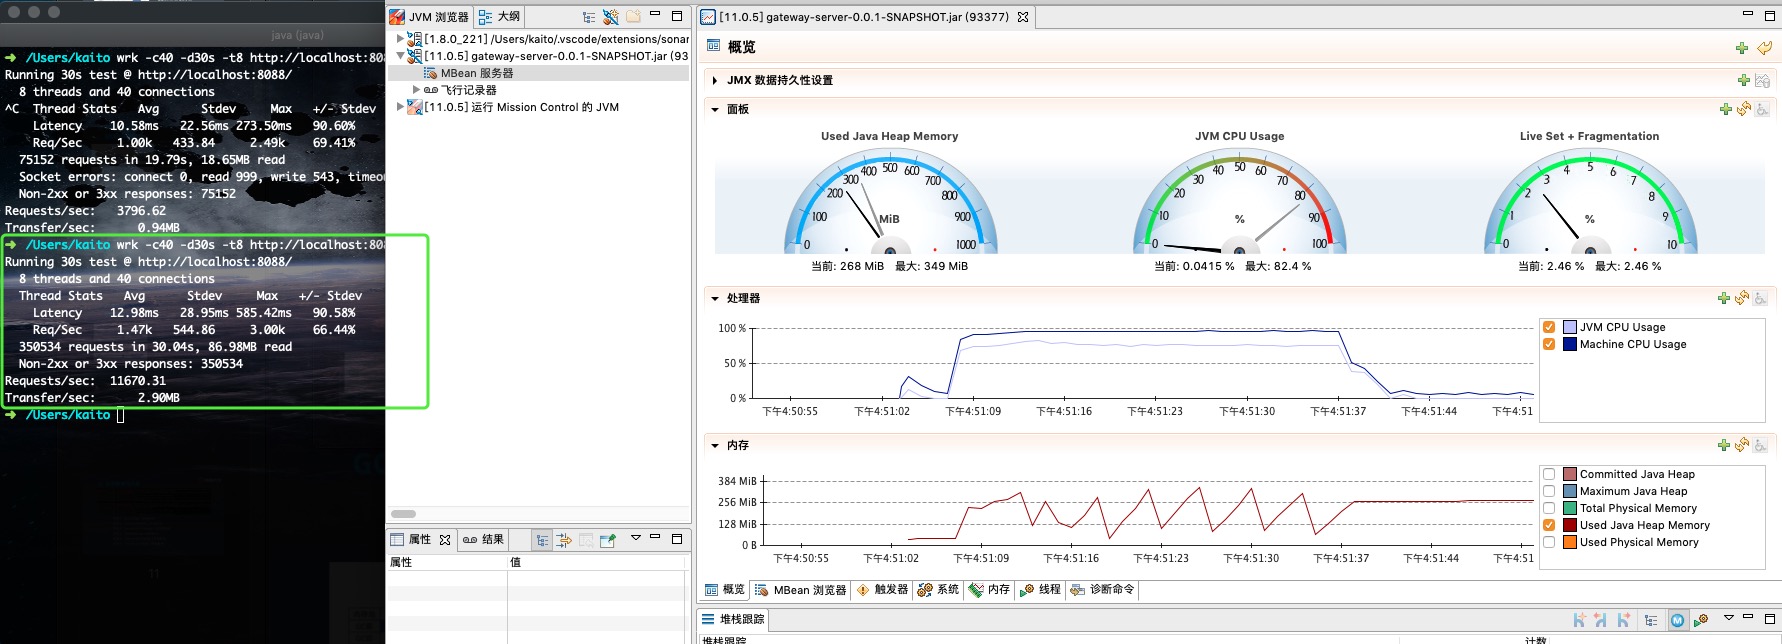 java (java)
➜ /Users/kaito wrk -c40 -d30s -t8 http://localhost:808
Running 30s test @ http://localhost:8088/
8 threads and 40 connections
^C Thread Stats Avg Stdev Max +/- Stdev
Latency 10.58ms 22.56ms 273.50ms 90.60%
Req/Sec 1.00k 433.84 2.49k 69.41%
75152 requests in 19.79s, 18.65MB read
Socket errors: connect 0, read 999, write 543, timeou
Non-2xx or 3xx responses: 75152
Requests/sec: 3796.62
Transfer/sec: 0.94MB
➜ /Users/kaito wrk -c40 -d30s -t8 http://localhost:808
Running 30s test @ http://localhost:8088/
8 threads and 40 connections
Thread Stats Avg Stdev Max +/- Stdev
Latency 12.98ms 28.95ms 585.42ms 90.58%
Req/Sec 1.47k 544.86 3.00k 66.44%
350534 requests in 30.04s, 86.98MB read
Non-2xx or 3xx responses: 350534
Requests/sec: 11670.31
Transfer/sec: 2.90MB
➜ /Users/kaito
JVM 浏览器 大纲
[1.8.0_221] /Users/kaito/.vscode/extensions/sonar
[11.0.5] gateway-server-0.0.1-SNAPSHOT.jar (93
MBean 服务器
飞行记录器
[11.0.5] 运行 Mission Control 的 JVM
属性 结果
属性 值
[11.0.5] gateway-server-0.0.1-SNAPSHOT.jar (93377)
概览
JMX 数据持久性设置
面板
Used Java Heap Memory
0 100 200 300 400 500 600 700 800 900 1000
MiB
当前: 268 MiB 最大: 349 MiB
JVM CPU Usage
0 10 20 30 40 50 60 70 80 90 100
%
当前: 0.0415 % 最大: 82.4 %
Live Set + Fragmentation
0 1 2 3 4 5 6 7 8 9 10
%
当前: 2.46 % 最大: 2.46 %
处理器
100 %
50 %
0 %
下午4:50:55 下午4:51:02 下午4:51:09 下午4:51:16 下午4:51:23 下午4:51:30 下午4:51:37 下午4:51:44 下午4:51
JVM CPU Usage
Machine CPU Usage
内存
384 MiB
256 MiB
128 MiB
0 B
下午4:50:55 下午4:51:02 下午4:51:09 下午4:51:16 下午4:51:23 下午4:51:30 下午4:51:37 下午4:51:44 下午4:51
Committed Java Heap
Maximum Java Heap
Total Physical Memory
Used Java Heap Memory
Used Physical Memory
概览 MBean 浏览器 触发器 系统 内存 线程 诊断命令
堆栈跟踪
堆栈跟踪 计数